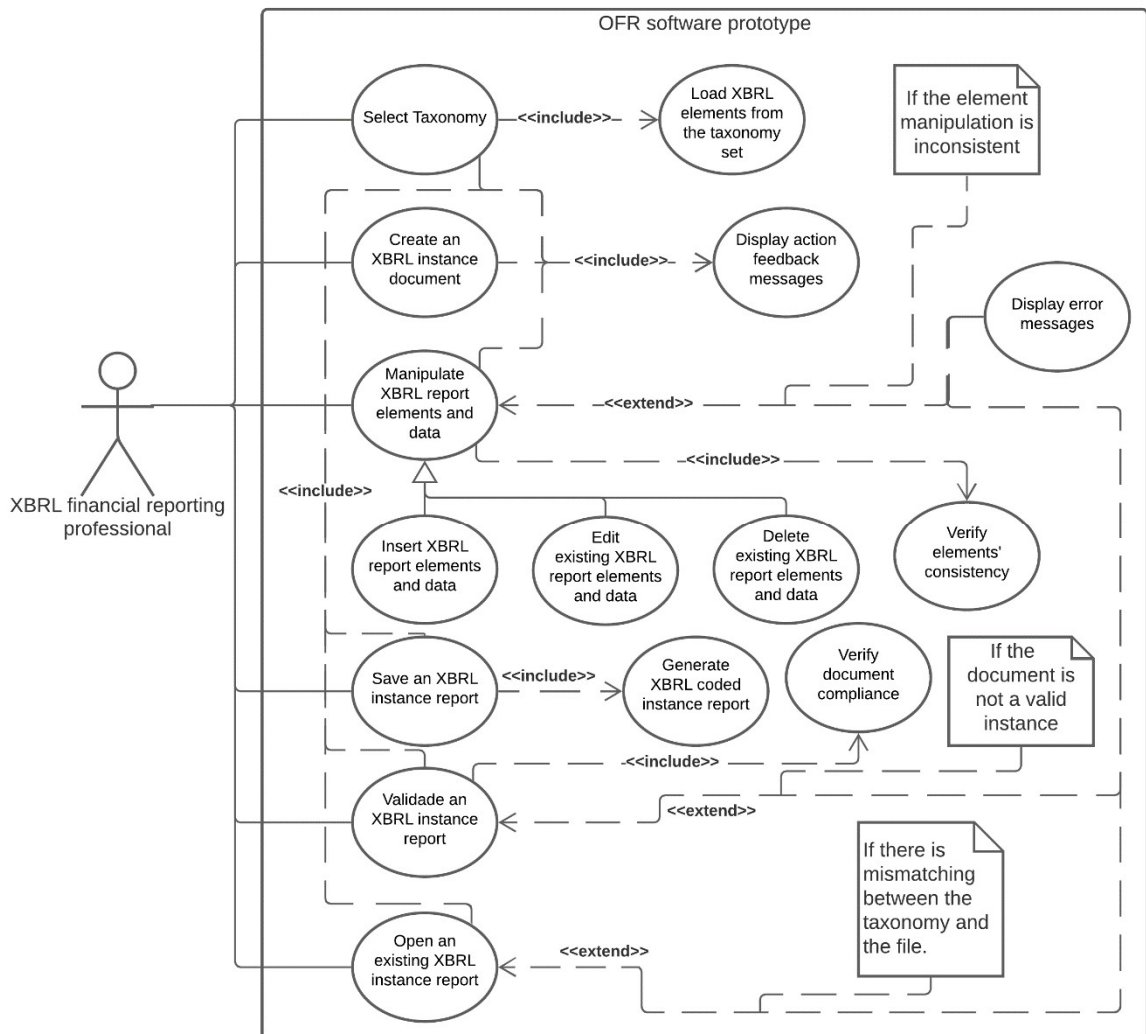 OFR software prototype
Select Taxonomy
<<include>>
Load XBRL
elements from
the taxonomy
set
If the element
manipulation is
inconsistent
Create an
XBRL instance
document
<<include>>
Display action
feedback
messages
Display error
messages
Manipulate
XBRL report
elements and
data
<<extend>>
<<include>>
<<include>>
XBRL financial reporting
professional
Insert XBRL
report elements
and data
Edit
existing XBRL
report elements
and data
Delete
existing XBRL
report elements
and data
Verify
elements'
consistency
Save an XBRL
instance report
<<include>>
Generate
XBRL coded
instance report
Verify
document
compliance
If the
document is
not a valid
instance
<<include>>
Validade an
XBRL instance
report
<<extend>>
If there is
mismatching
between the
taxonomy and
the file.
Open an
existing XBRL
instance report
<<extend>>